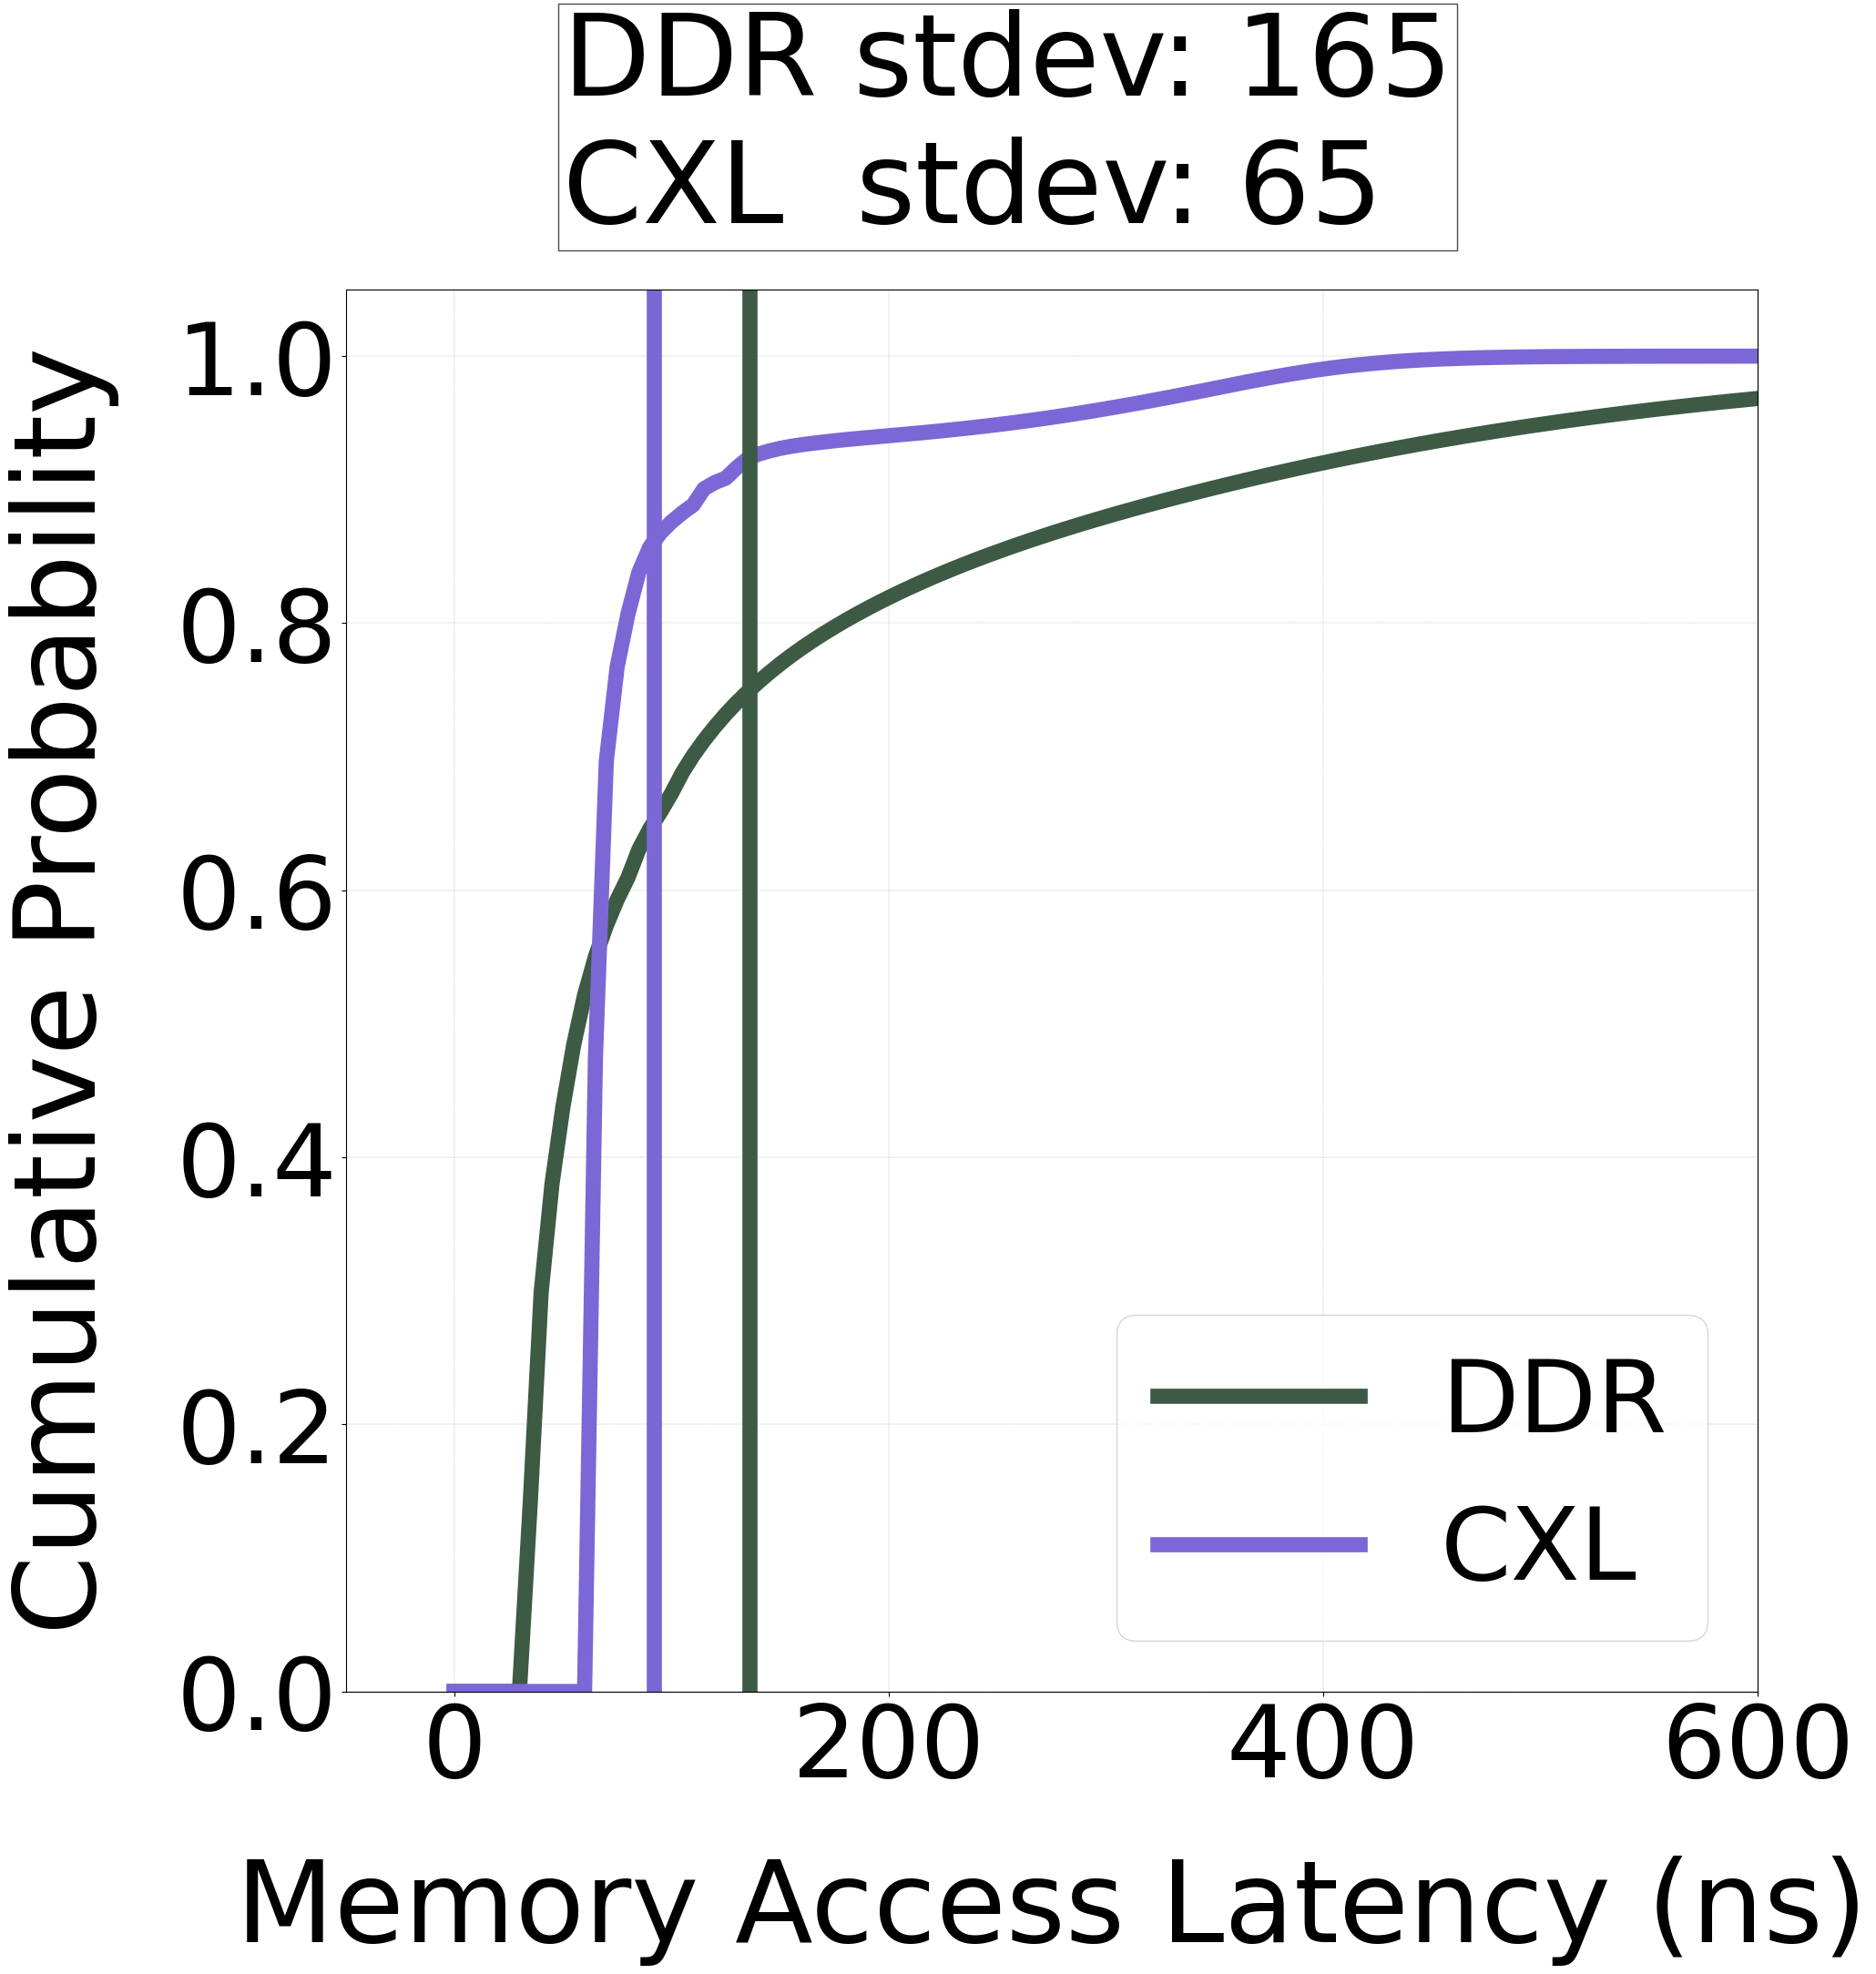 DDR stdev: 165
CXL stdev: 65
Cumulative Probability
1.0
0.8
0.6
0.4
0.2
0.0
DDR
CXL
0 200 400 600
Memory Access Latency (ns)